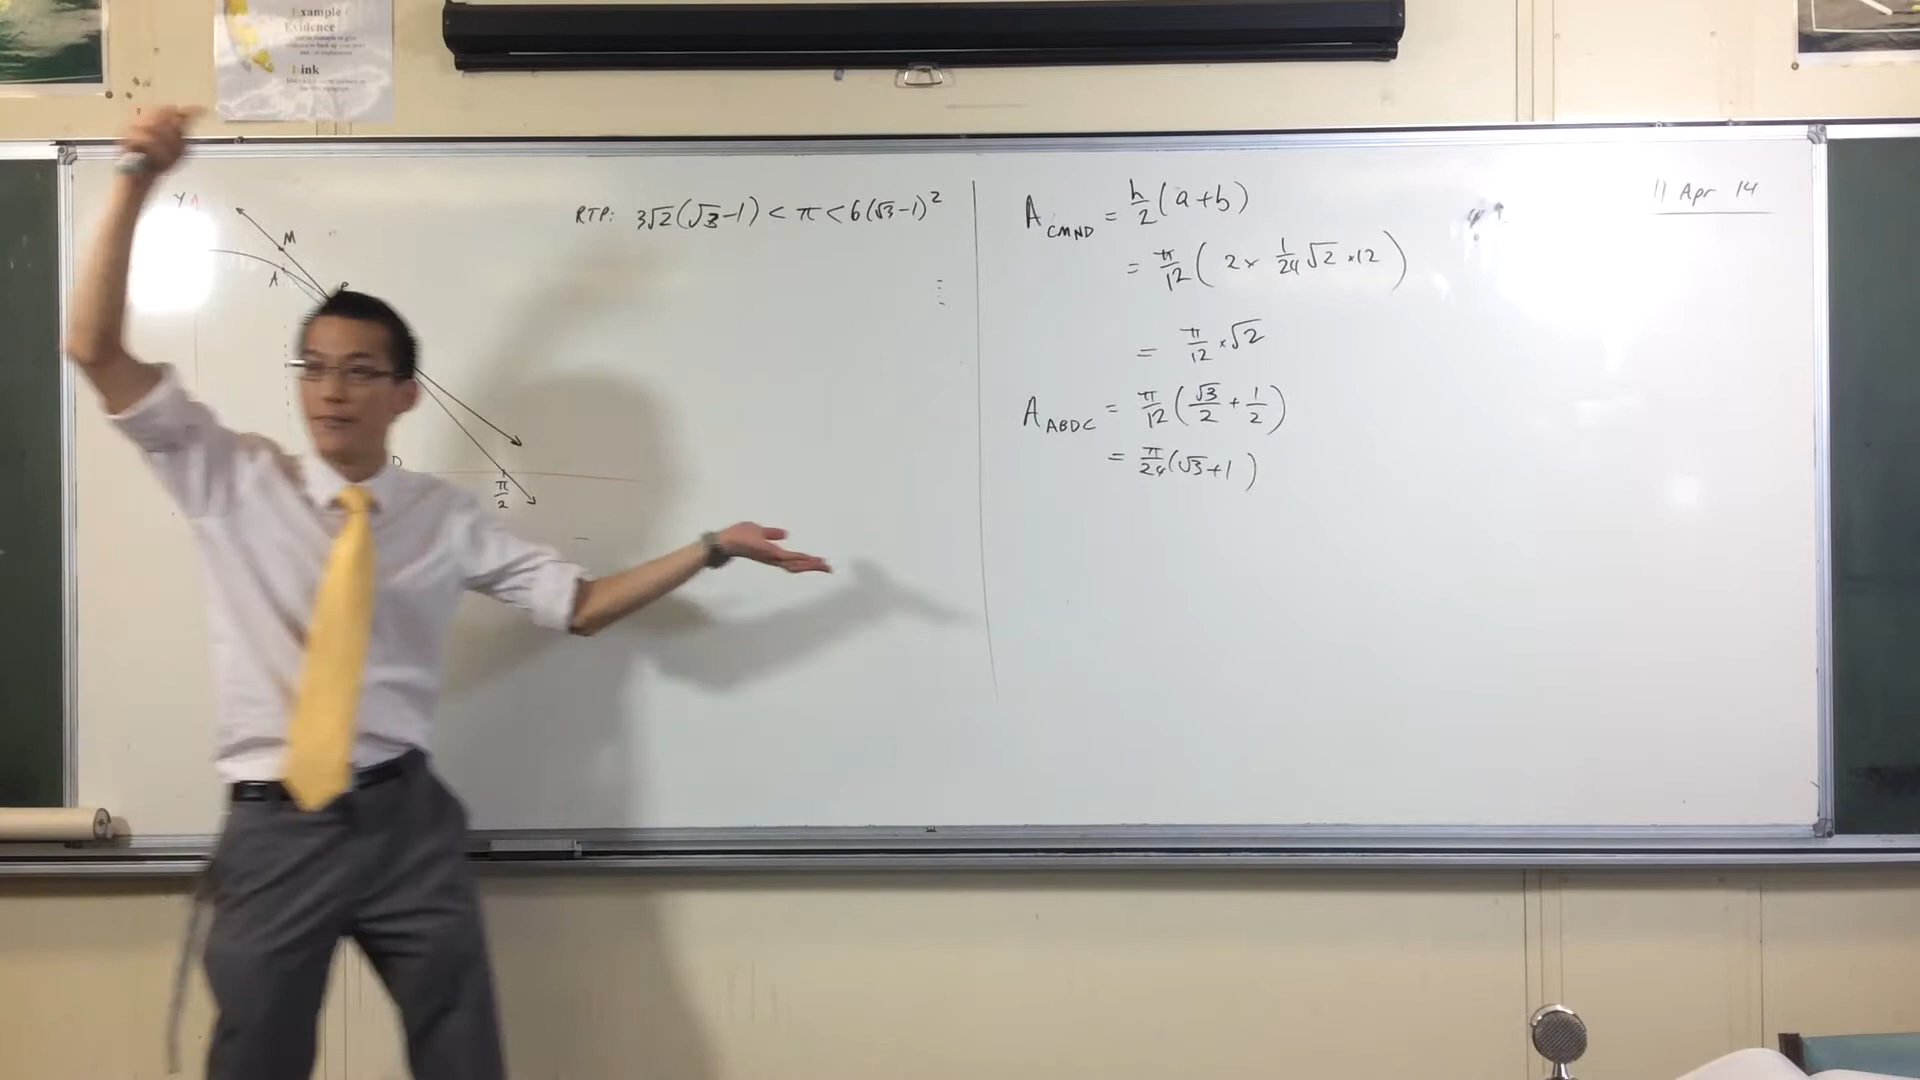 Example /
Evidence
Link
Y
M
A
P
D
π/2
RTP: 3√2(√3-1) < π < 6(√3-1)²
A_CMND = h/2 (a+b)
= π/12 ( 2 × 1/24 √2 × 12 )
= π/12 × √2
A_ABDC = π/12 ( √3/2 + 1/2 )
= π/24 (√3+1 )
11 Apr 14